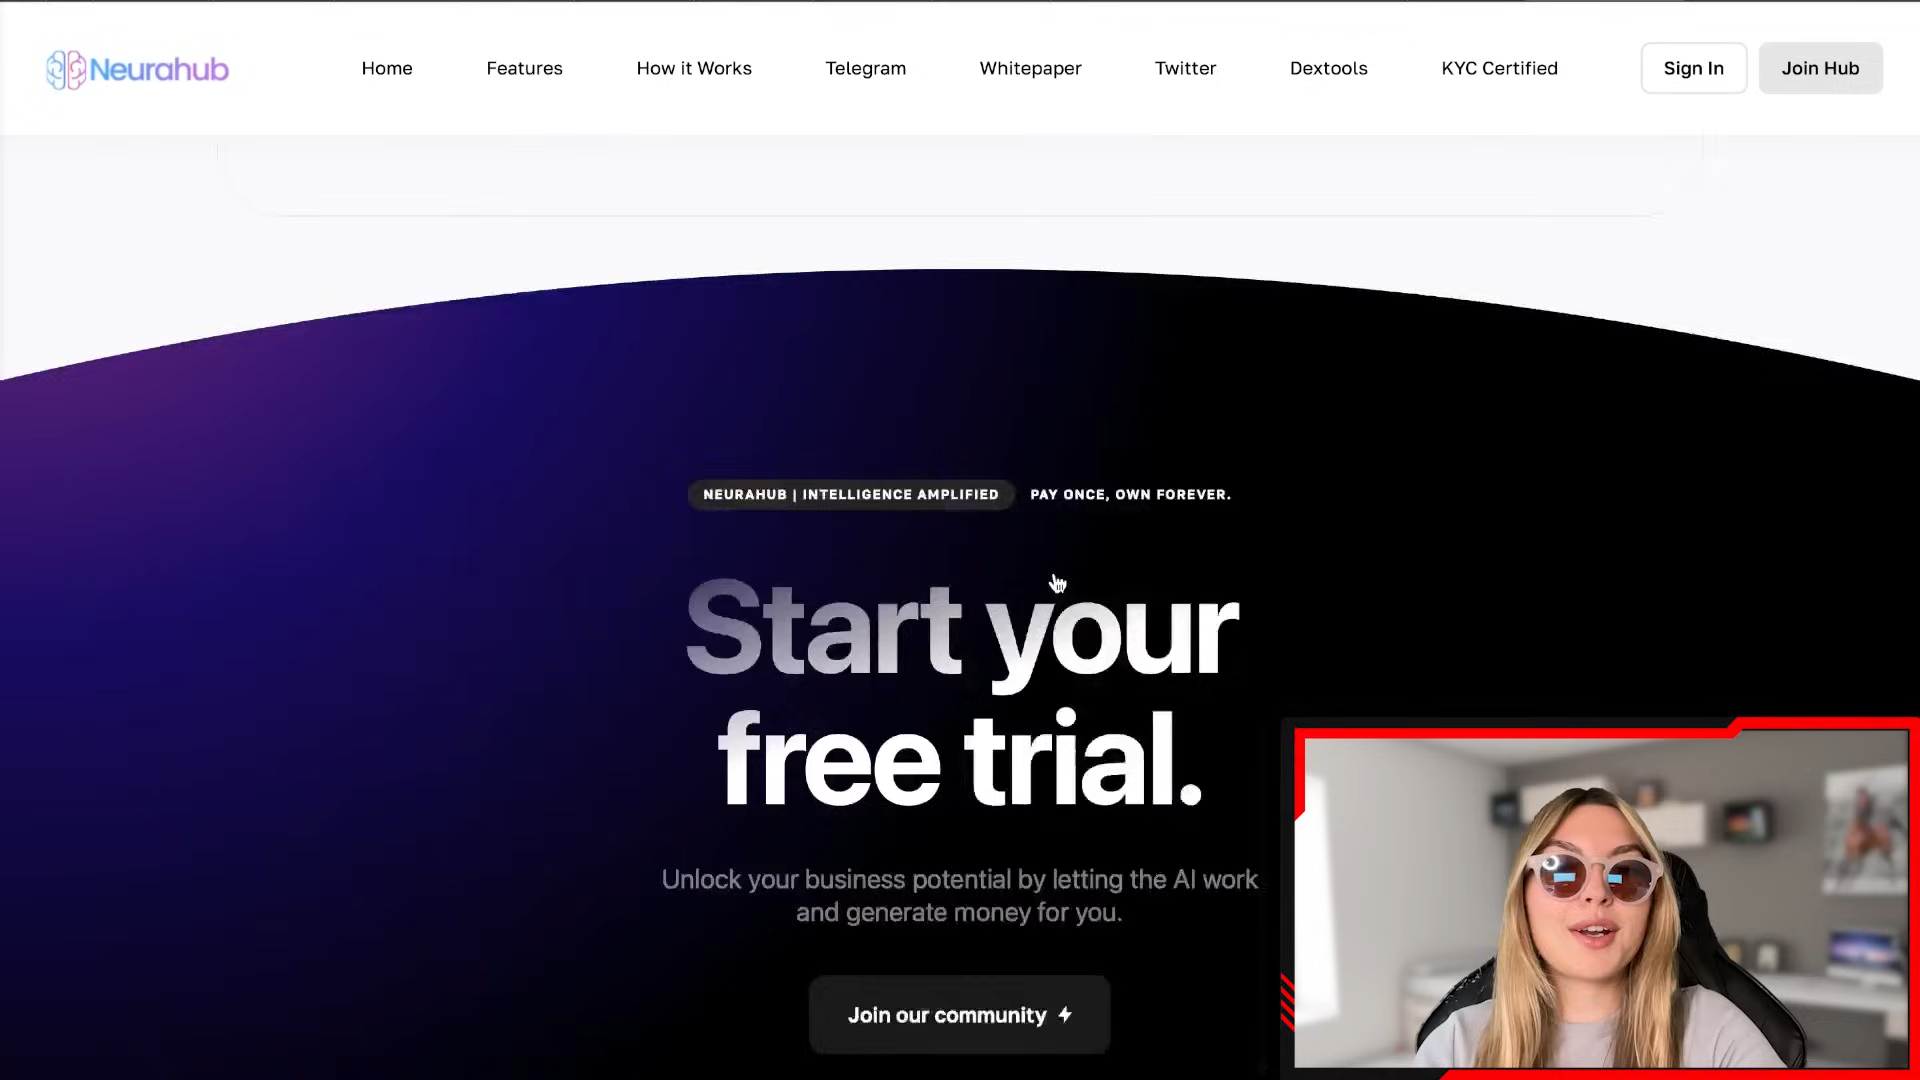 Neurahub
Home
Features
How it Works
Telegram
Whitepaper
Twitter
Dextools
KYC Certified
Sign In
Join Hub
NEURAHUB | INTELLIGENCE AMPLIFIED
PAY ONCE, OWN FOREVER.
Start your
free trial.
Unlock your business potential by letting the AI work
and generate money for you.
Join our community